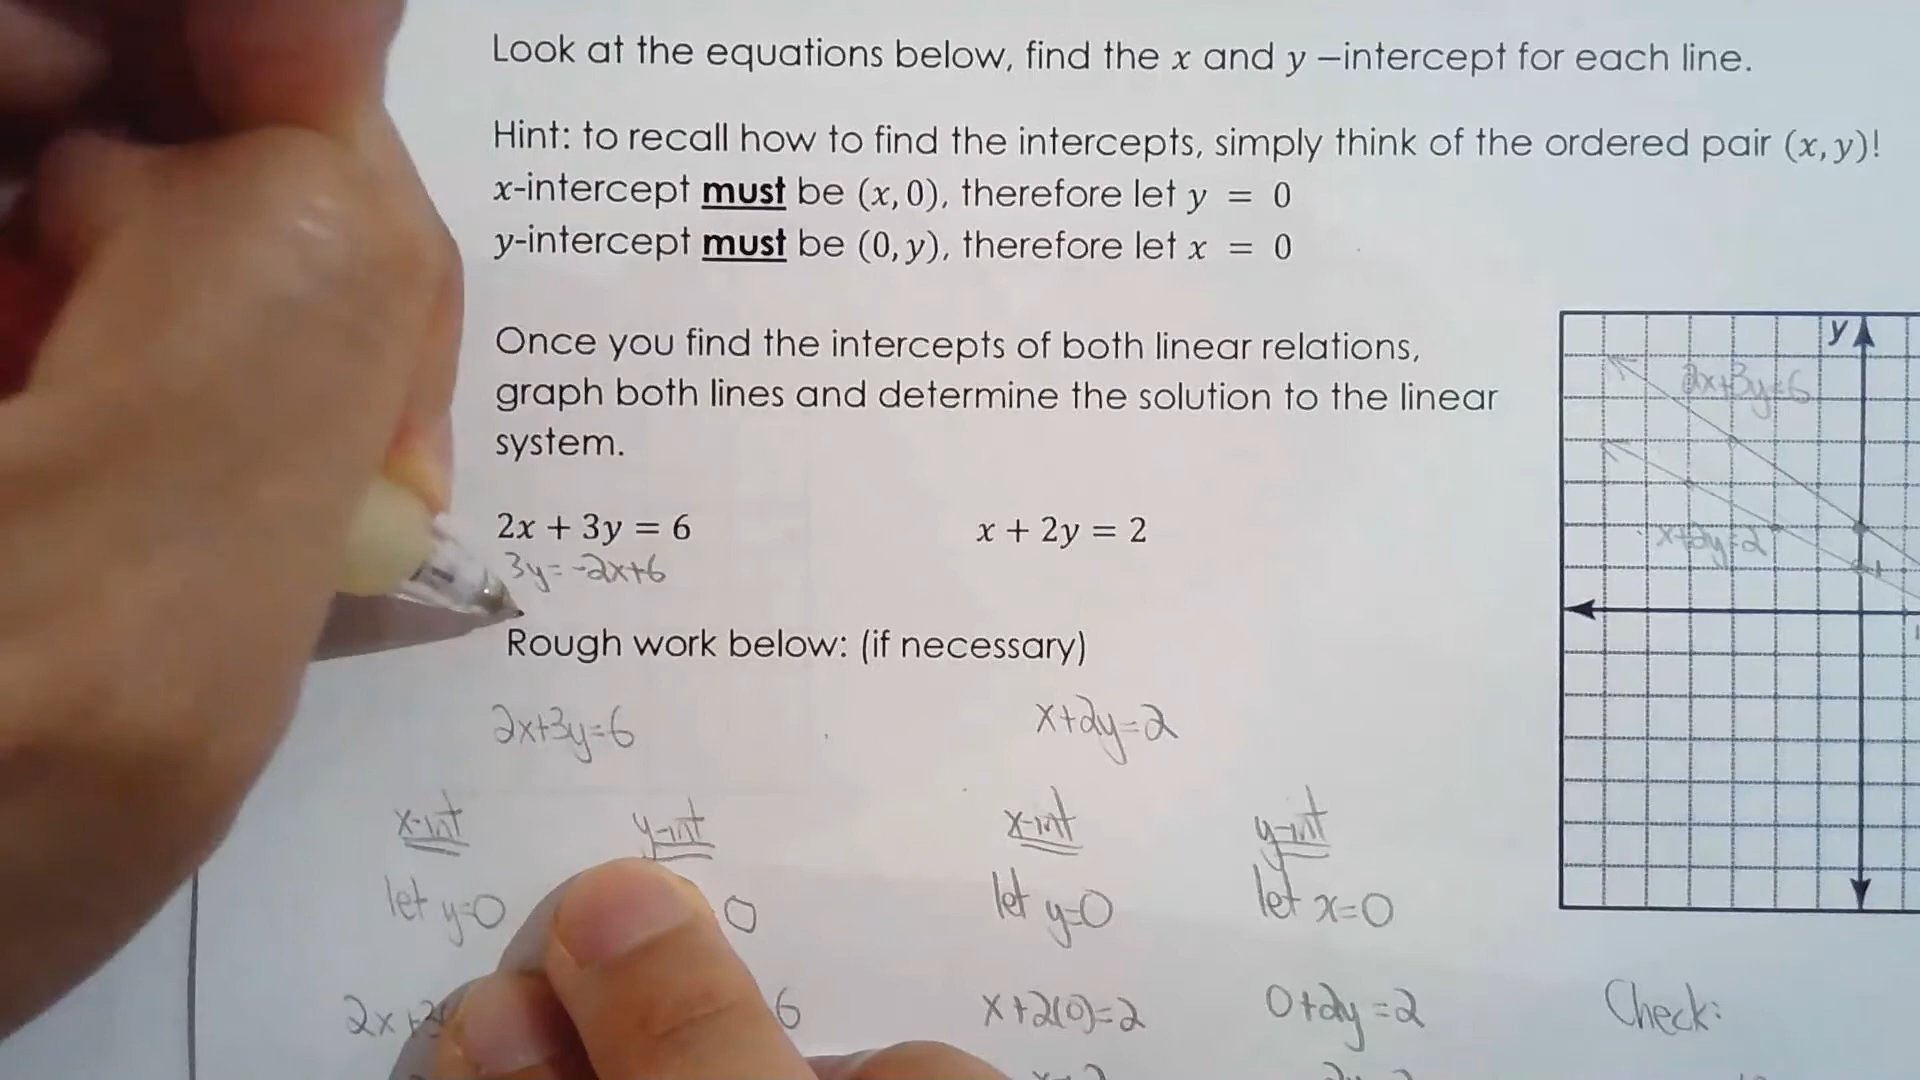 Look at the equations below, find the x and y –intercept for each line.
Hint: to recall how to find the intercepts, simply think of the ordered pair (x, y)!
x-intercept must be (x, 0), therefore let y = 0
y-intercept must be (0, y), therefore let x = 0
Once you find the intercepts of both linear relations,
graph both lines and determine the solution to the linear
system.
2x + 3y = 6
x + 2y = 2
3y=-2x+6
Rough work below: (if necessary)
2x+3y=6
x+2y=2
x-int
y-int
x-int
y-int
let y=0
0
let y=0
let x=0
2x+
6
x+2(0)=2
0+2y=2
Check:
y
2x+3y=6
x+2y=2